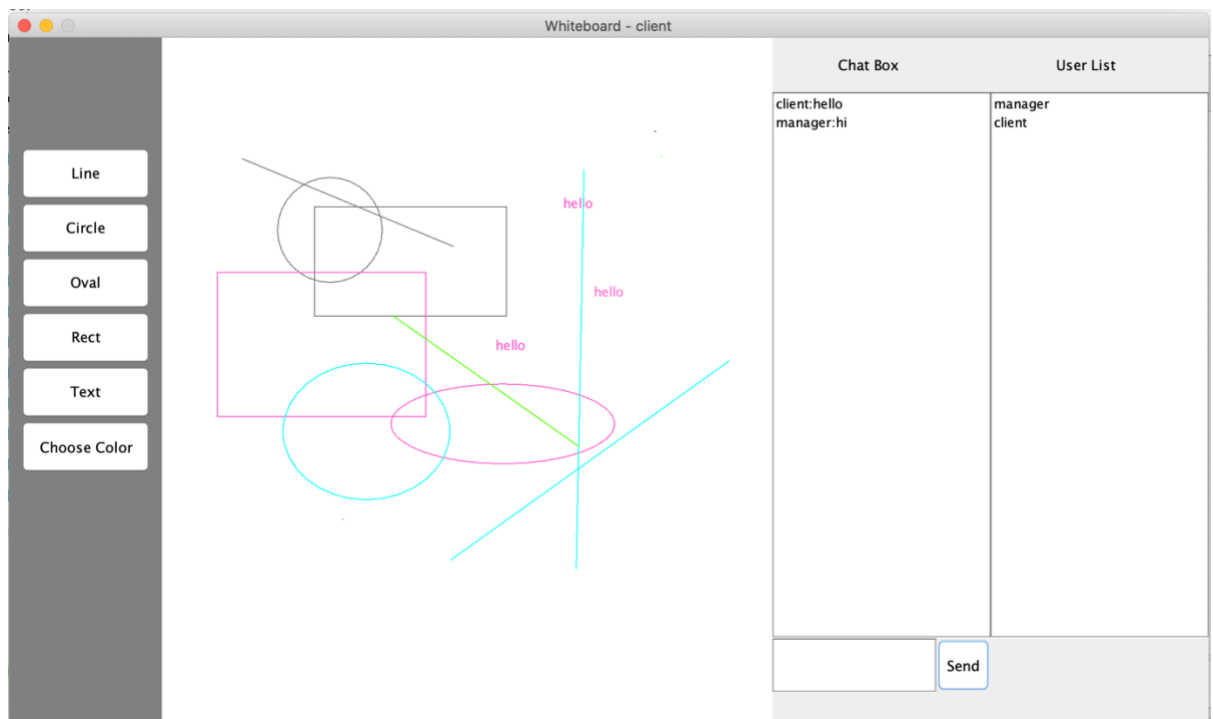 Whiteboard - client
Line
Circle
Oval
Rect
Text
Choose Color
hello
hello
hello
Chat Box
client:hello
manager:hi
User List
manager
client
Send